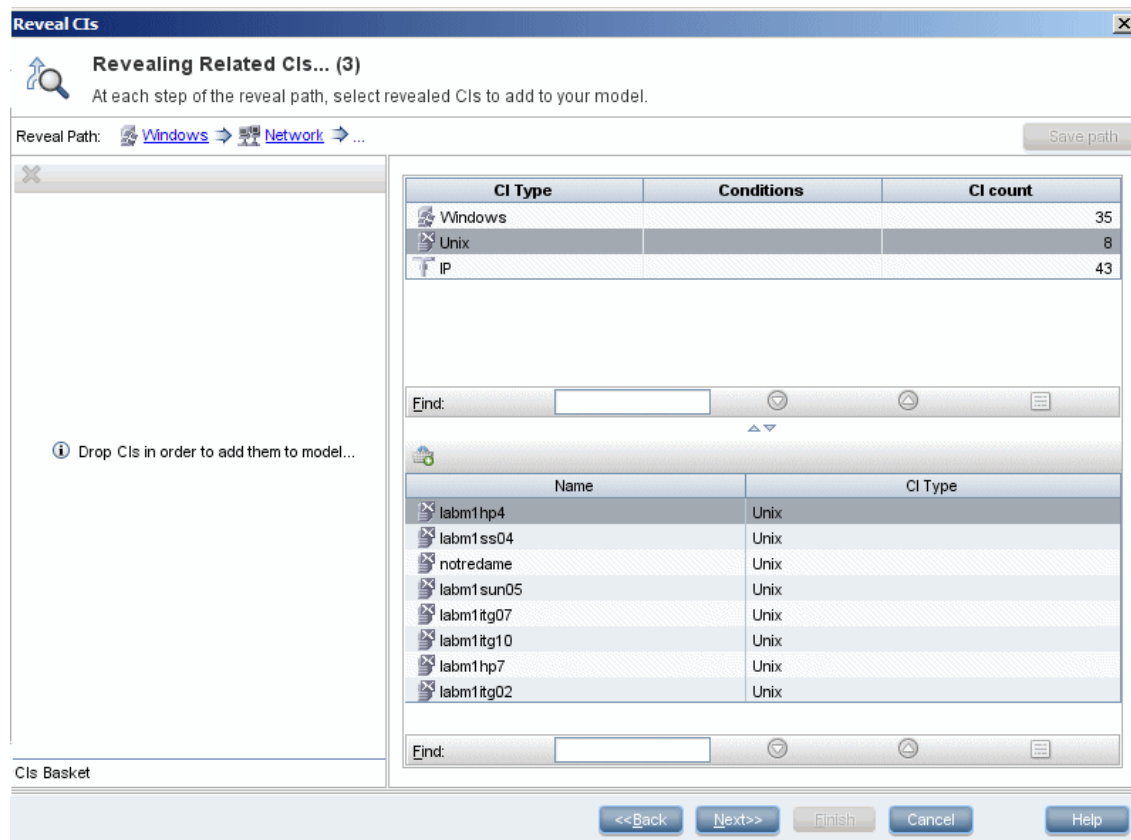 Reveal CIs
Revealing Related CIs... (3)
At each step of the reveal path, select revealed CIs to add to your model.
Reveal Path: Windows Network ...
Save path
CI Type Conditions CI count
Windows 35
Unix 8
IP 43
Find:
Drop CIs in order to add them to model...
Name CI Type
labm1hp4 Unix
labm1ss04 Unix
notredame Unix
labm1sun05 Unix
labm1itg07 Unix
labm1itg10 Unix
labm1hp7 Unix
labm1itg02 Unix
Find:
CIs Basket
<<Back Next>> Finish Cancel Help